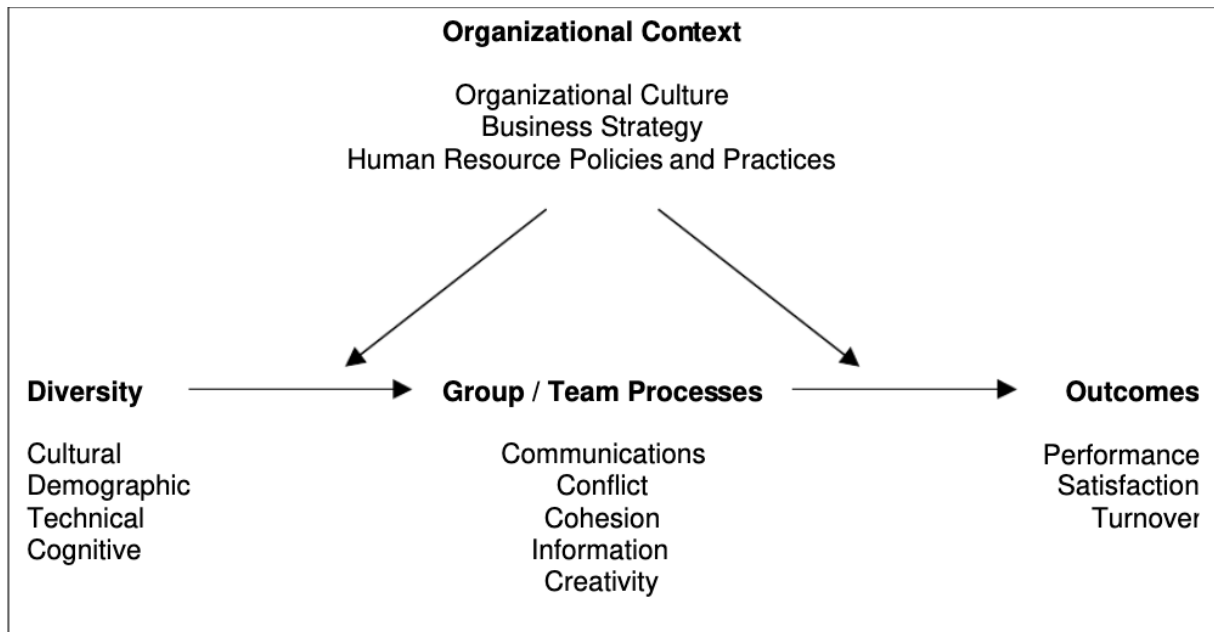 Organizational Context
Organizational Culture
Business Strategy
Human Resource Policies and Practices
Diversity
Group / Team Processes
Outcomes
Cultural
Demographic
Technical
Cognitive
Communications
Conflict
Cohesion
Information
Creativity
Performance
Satisfaction
Turnover